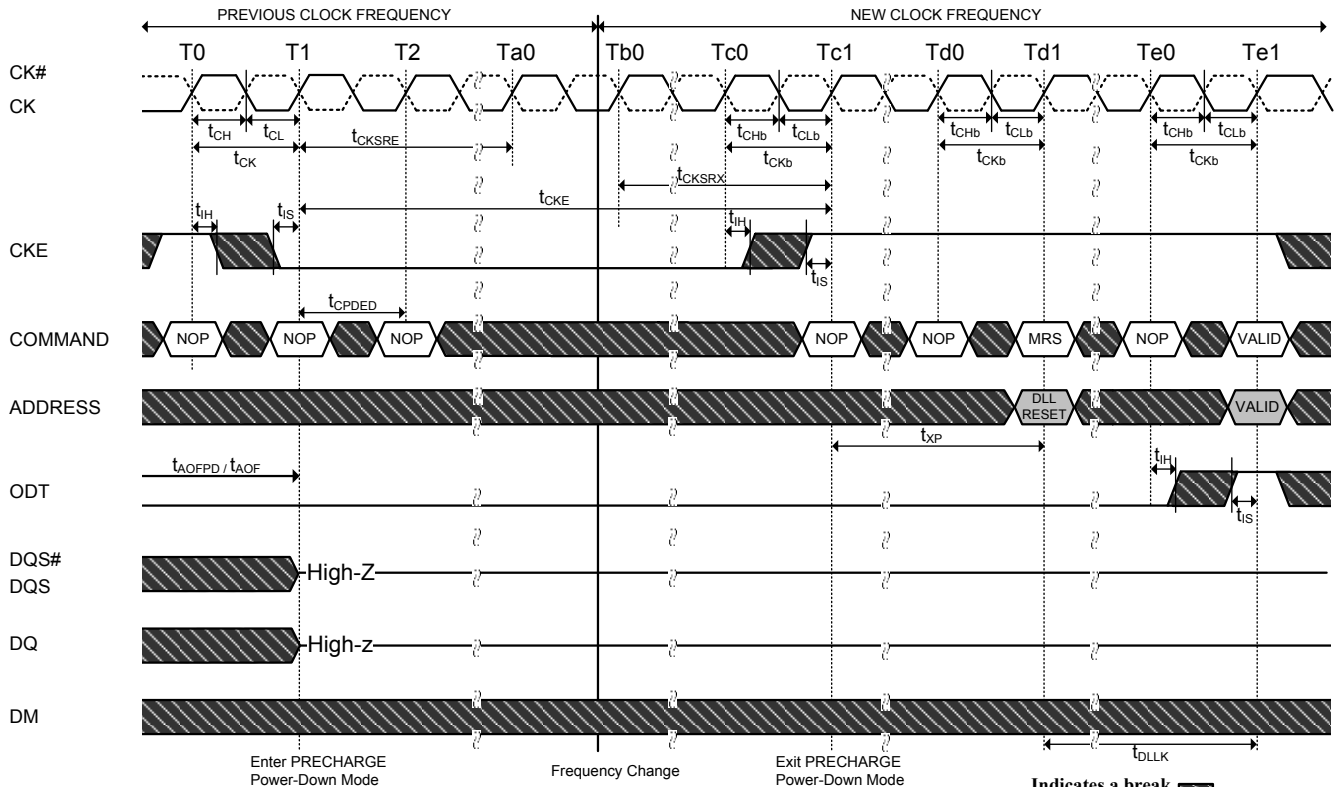 PREVIOUS CLOCK FREQUENCY NEW CLOCK FREQUENCY
T0 T1 T2 Ta0 Tb0 Tc0 Tc1 Td0 Td1 Te0 Te1
CK#
CK
tCH tCL tCHb tCLb tCHb tCLb tCHb tCLb
tCK tCKSRE tCKb tCKb tCKb
tCKSRX
tCKE
tIH tIS tIH
CKE
tIS
tCPDED
COMMAND NOP NOP NOP NOP NOP MRS NOP VALID
ADDRESS DLL RESET VALID
tXP
tAOFPD / tAOF tIH
ODT
tIS
DQS#
DQS
High-Z
DQ High-z
DM
tDLLK
Enter PRECHARGE
Power-Down Mode
Frequency Change
Exit PRECHARGE
Power-Down Mode
Indicates a break